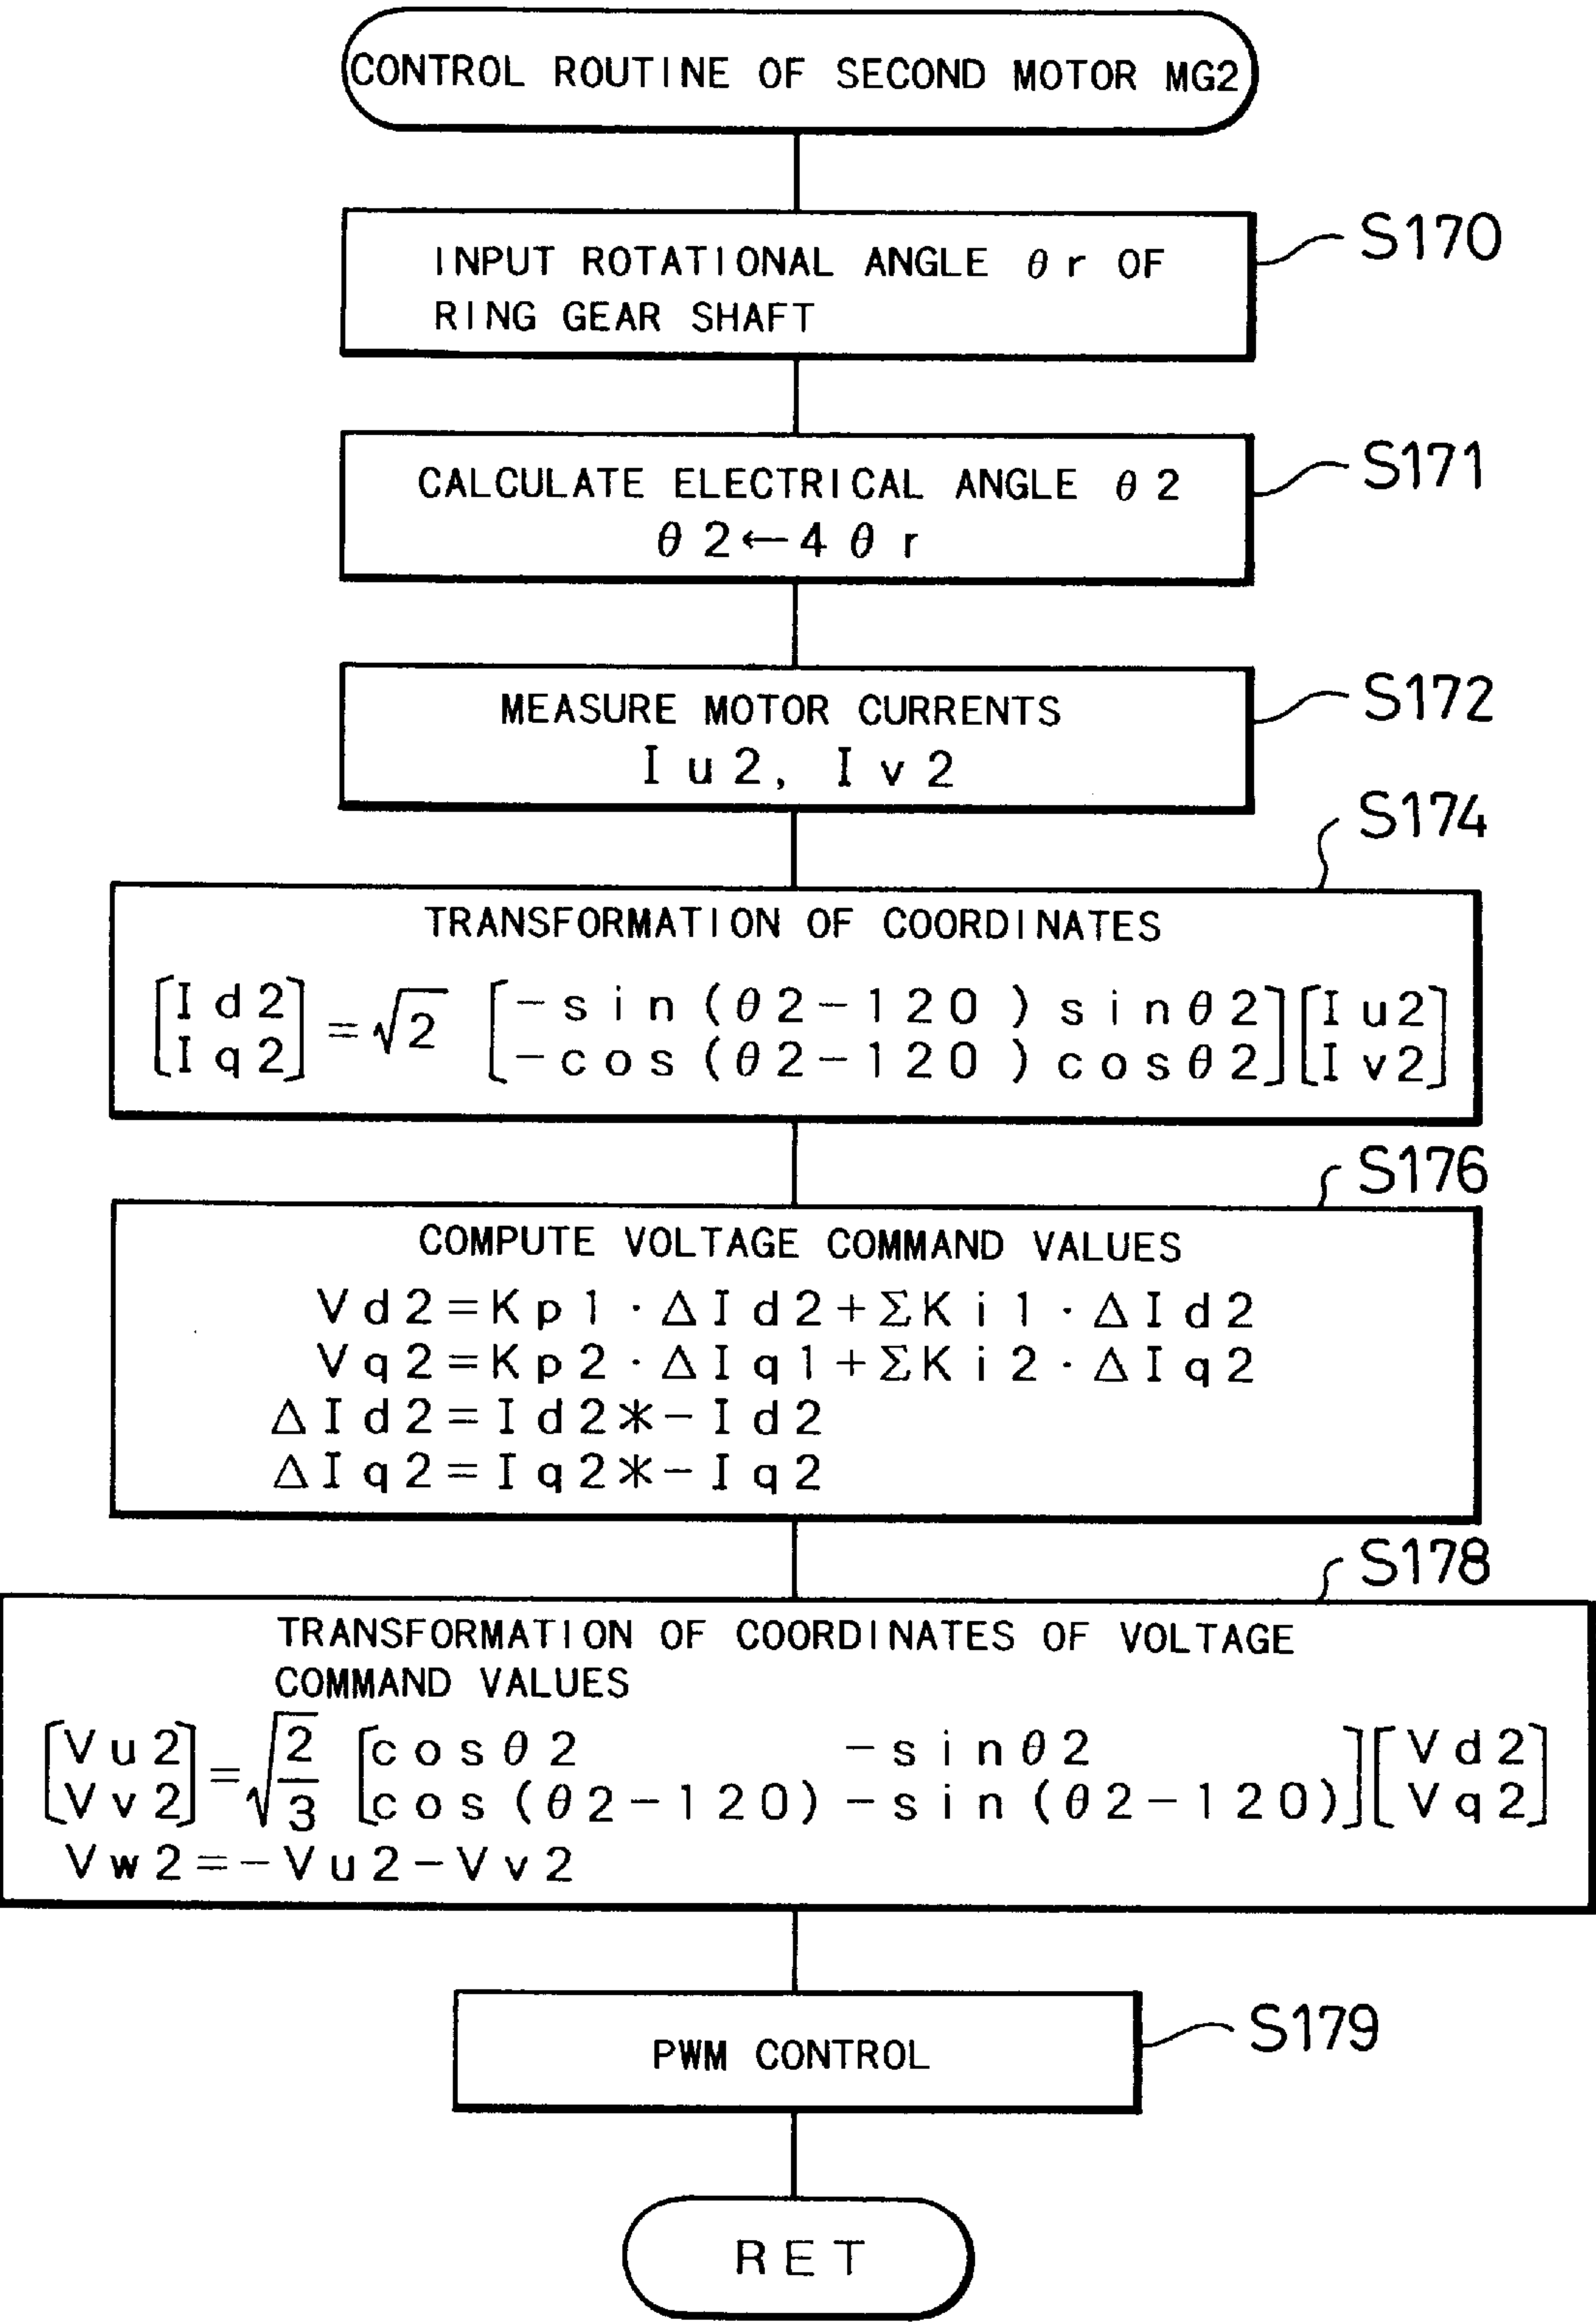 CONTROL ROUTINE OF SECOND MOTOR MG2
S170
INPUT ROTATIONAL ANGLE θr OF
RING GEAR SHAFT
S171
CALCULATE ELECTRICAL ANGLE θ2
θ2←4θr
S172
MEASURE MOTOR CURRENTS
Iu2, Iv2
S174
TRANSFORMATION OF COORDINATES
[Id2 / Iq2] = √2 [-sin(θ2-120) sinθ2 / -cos(θ2-120) cosθ2] [Iu2 / Iv2]
S176
COMPUTE VOLTAGE COMMAND VALUES
Vd2=Kp1·ΔId2+ΣKi1·ΔId2
Vq2=Kp2·ΔIq1+ΣKi2·ΔIq2
ΔId2=Id2*-Id2
ΔIq2=Iq2*-Iq2
S178
TRANSFORMATION OF COORDINATES OF VOLTAGE
COMMAND VALUES
[Vu2 / Vv2] = √(2/3) [cosθ2 -sinθ2 / cos(θ2-120) -sin(θ2-120)] [Vd2 / Vq2]
Vw2=-Vu2-Vv2
S179
PWM CONTROL
RET